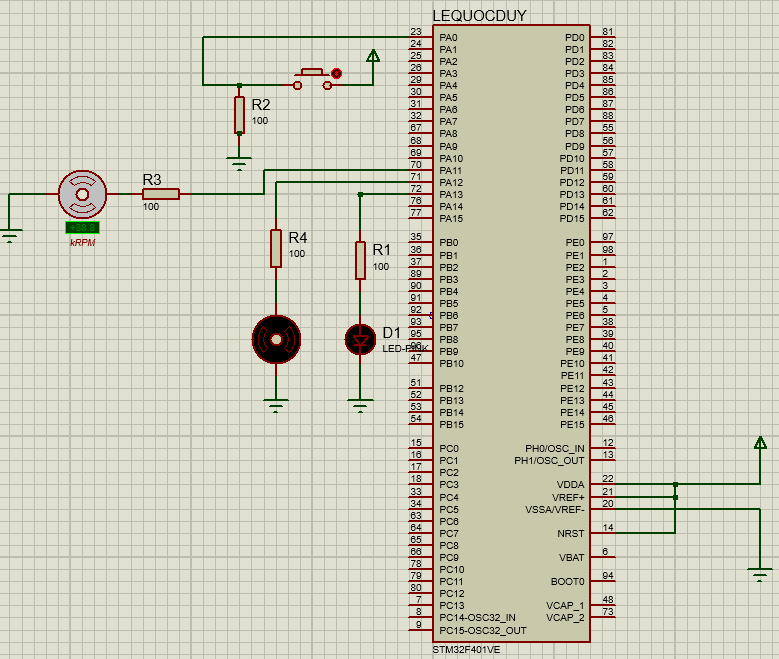 LEQUOCDUY
23 PA0 PD0 81
24 PA1 PD1 82
25 PA2 PD2 83
26 PA3 PD3 84
29 PA4 PD4 85
30 PA5 PD5 86
31 PA6 PD6 87
32 PA7 PD7 88
67 PA8 PD8 55
68 PA9 PD9 56
69 PA10 PD10 57
70 PA11 PD11 58
71 PA12 PD12 59
72 PA13 PD13 60
76 PA14 PD14 61
77 PA15 PD15 62
35 PB0 PE0 97
36 PB1 PE1 98
37 PB2 PE2 1
89 PB3 PE3 2
90 PB4 PE4 3
91 PB5 PE5 4
92 PB6 PE6 5
93 PB7 PE7 38
95 PB8 PE8 39
96 PB9 PE9 40
47 PB10 PE10 41
PE11 42
51 PB12 PE12 43
52 PB13 PE13 44
53 PB14 PE14 45
54 PB15 PE15 46
15 PC0 PH0/OSC_IN 12
16 PC1 PH1/OSC_OUT 13
17 PC2
18 PC3 VDDA 22
33 PC4 VREF+ 21
34 PC5 VSSA/VREF- 20
63 PC6
64 PC7 NRST 14
65 PC8
66 PC9 VBAT 6
78 PC10
79 PC11 BOOT0 94
80 PC12
7 PC13 VCAP_1 48
8 PC14-OSC32_IN VCAP_2 73
9 PC15-OSC32_OUT
STM32F401VE
R2
100
R3
100
kRPM
R4
100
R1
100
D1
LED-PINK